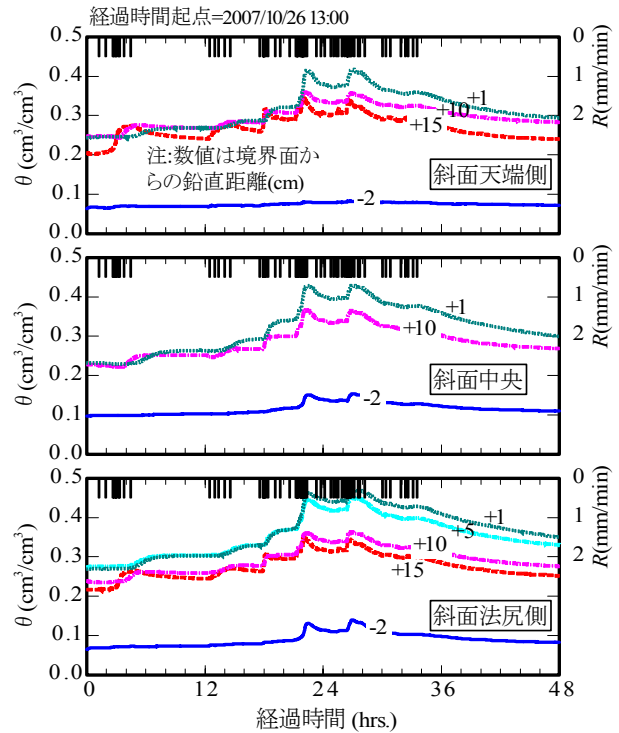 経過時間起点=2007/10/26 13:00
0.5
0.4
0.3
0.2
0.1
0.0
θ (cm³/cm³)
0
1
2
R(mm/min)
+1
+10
+15
注:数値は境界面か
らの鉛直距離(cm)
-2
斜面天端側
0.5
0.4
0.3
0.2
0.1
0.0
θ (cm³/cm³)
0
1
2
R(mm/min)
+1
+10
-2
斜面中央
0.5
0.4
0.3
0.2
0.1
0.0
θ (cm³/cm³)
0
1
2
R(mm/min)
+1
+5
+10
+15
-2
斜面法尻側
0 12 24 36 48
経過時間 (hrs.)